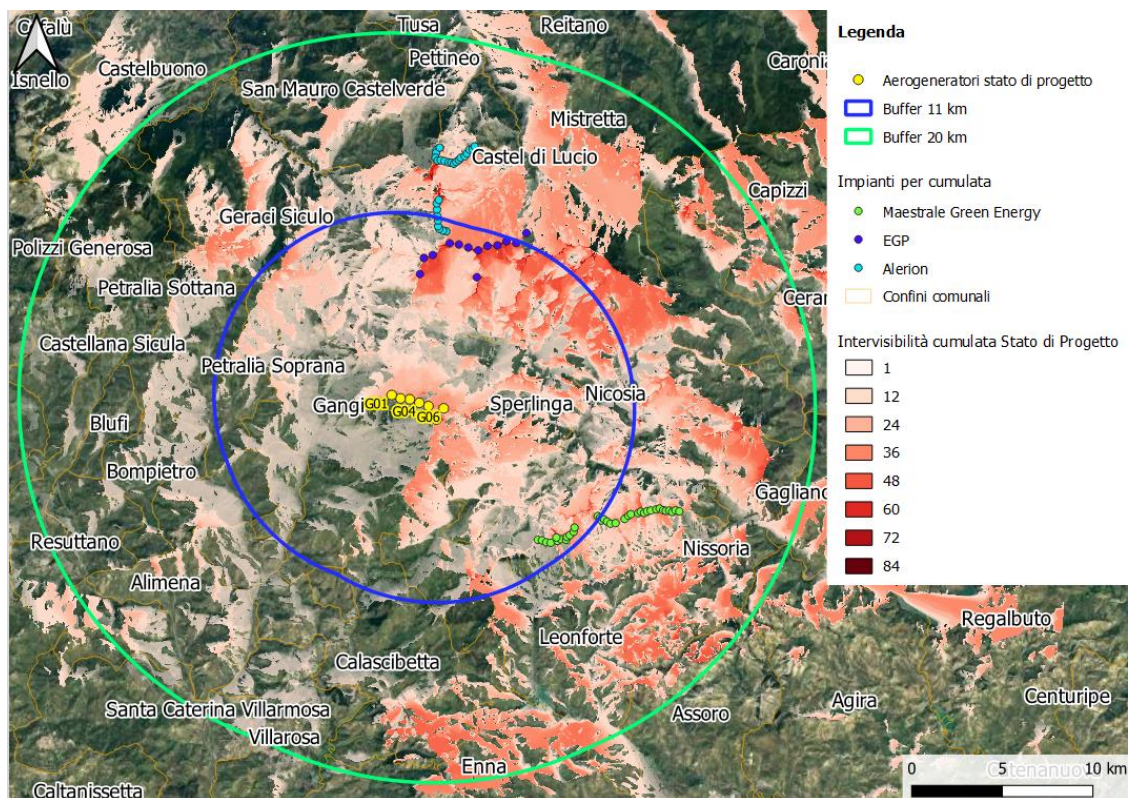 Cefalù
Tusa
Reitano
Isnello
Castelbuono
Pettineo
Caronia
San Mauro Castelverde
Mistretta
Castel di Lucio
Capizzi
Geraci Siculo
Polizzi Generosa
Petralia Sottana
Cerami
Castellana Sicula
Petralia Soprana
Nicosia
Gangi
G01
G04
G06
Sperlinga
Blufi
Bompietro
Gagliano
Resuttano
Nissoria
Alimena
Regalbuto
Leonforte
Calascibetta
Agira
Centuripe
Santa Caterina Villarmosa
Assoro
Villarosa
Enna
Catenanuova
Caltanissetta
Legenda
Aerogeneratori stato di progetto
Buffer 11 km
Buffer 20 km
Impianti per cumulata
Maestrale Green Energy
EGP
Alerion
Confini comunali
Intervisibilità cumulata Stato di Progetto
1
12
24
36
48
60
72
84
0 5 10 km